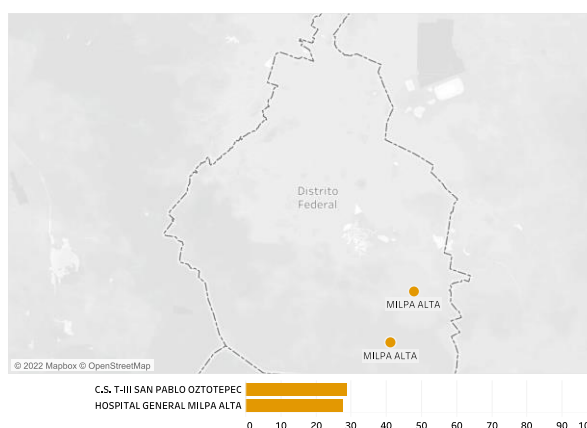 Distrito
Federal
MILPA ALTA
MILPA ALTA
© 2022 Mapbox © OpenStreetMap
C.S. T-III SAN PABLO OZTOTEPEC
HOSPITAL GENERAL MILPA ALTA
0 10 20 30 40 50 60 70 80 90